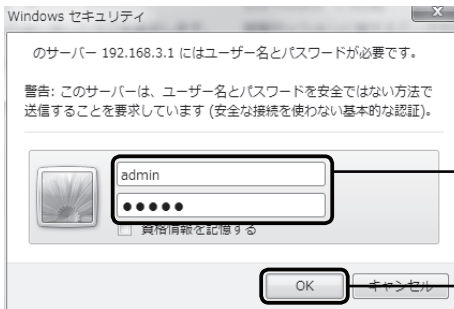 Windows セキュリティ
のサーバー 192.168.3.1 にはユーザー名とパスワードが必要です。
警告: このサーバーは、ユーザー名とパスワードを安全ではない方法で
送信することを要求しています (安全な接続を使わない基本的な認証)。
admin
●●●●●
資格情報を記憶する
OK
キャンセル